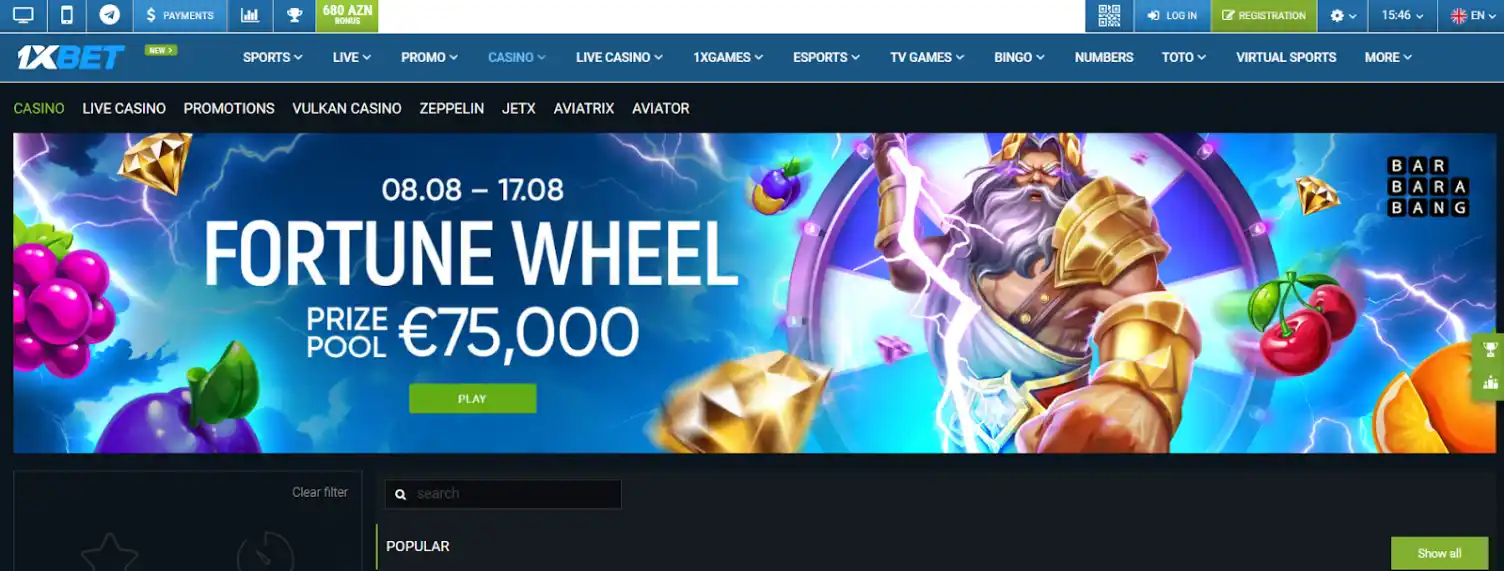 680 AZN
BONUS
$ PAYMENTS
LOG IN
REGISTRATION
15:46
EN
1XBET
NEW >
SPORTS
LIVE
PROMO
CASINO
LIVE CASINO
1XGAMES
ESPORTS
TV GAMES
BINGO
NUMBERS
TOTO
VIRTUAL SPORTS
MORE
CASINO LIVE CASINO PROMOTIONS VULKAN CASINO ZEPPELIN JETX AVIATRIX AVIATOR
08.08 – 17.08
FORTUNE WHEEL
PRIZE
POOL
€75,000
PLAY
BAR
BARA
BANG
Clear filter
search
POPULAR
Show all